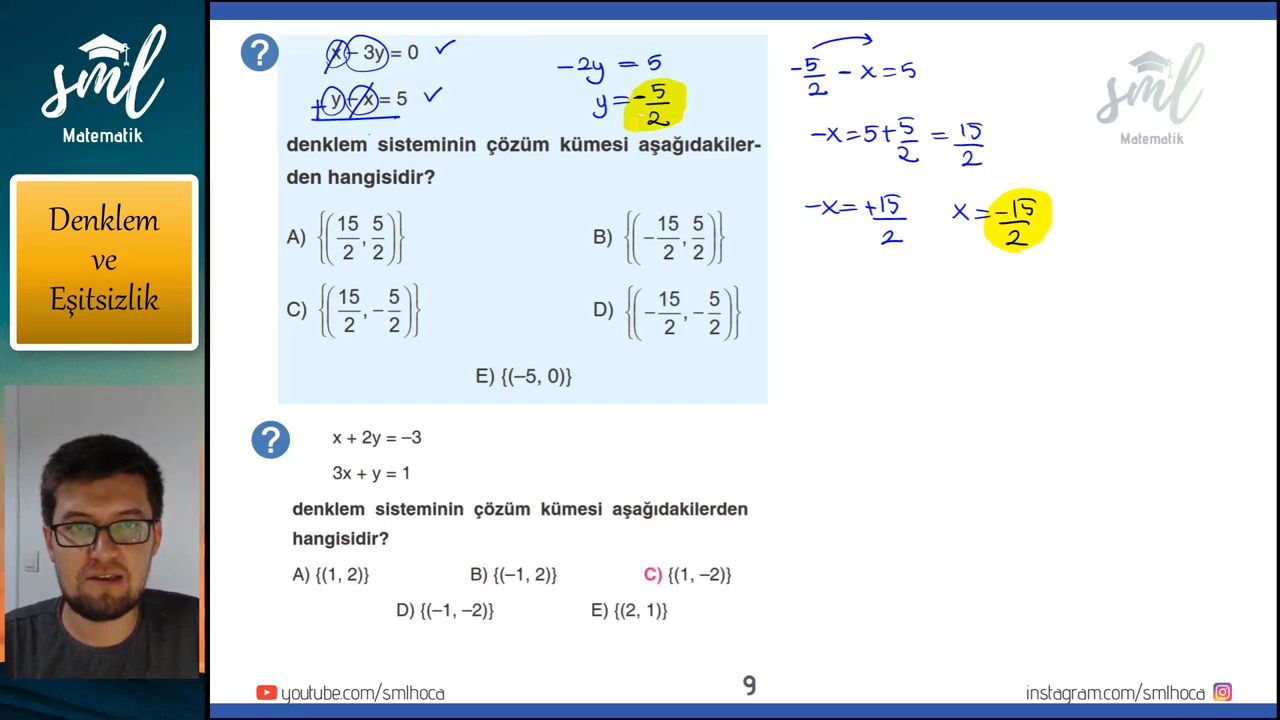 sml
Matematik
Denklem
ve
Eşitsizlik
?
x – 3y = 0 ✓
+ y – x = 5 ✓
-2y = 5
y = -5/2
denklem sisteminin çözüm kümesi aşağıdakiler-
den hangisidir?
A) {(15/2, 5/2)}
B) {(–15/2, 5/2)}
C) {(15/2, –5/2)}
D) {(–15/2, –5/2)}
E) {(–5, 0)}
-5/2 - x = 5
-x = 5 + 5/2 = 15/2
-x = +15/2 x = -15/2
sml
Matematik
?
x + 2y = –3
3x + y = 1
denklem sisteminin çözüm kümesi aşağıdakilerden
hangisidir?
A) {(1, 2)} B) {(–1, 2)} C) {(1, –2)}
D) {(–1, –2)} E) {(2, 1)}
youtube.com/smlhoca
9
instagram.com/smlhoca